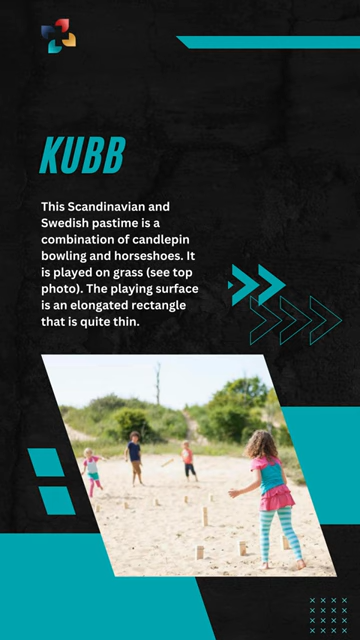 KUBB
This Scandinavian and
Swedish pastime is a
combination of candlepin
bowling and horseshoes. It
is played on grass (see top
photo). The playing surface
is an elongated rectangle
that is quite thin.